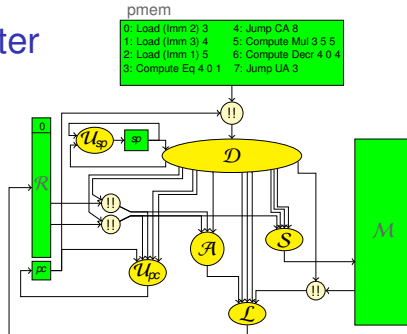 ter
pmem
0: Load (Imm 2) 3 4: Jump CA 8
1: Load (Imm 3) 4 5: Compute Mul 3 5 5
2: Load (Imm 1) 5 6: Compute Decr 4 0 4
3: Compute Eq 4 0 1 7: Jump UA 3
!!
0
𝒰sp
sp
𝒟
ℛ
!!
!!
𝒰pc
𝒜
𝒮
ℳ
pc
!!
ℒ